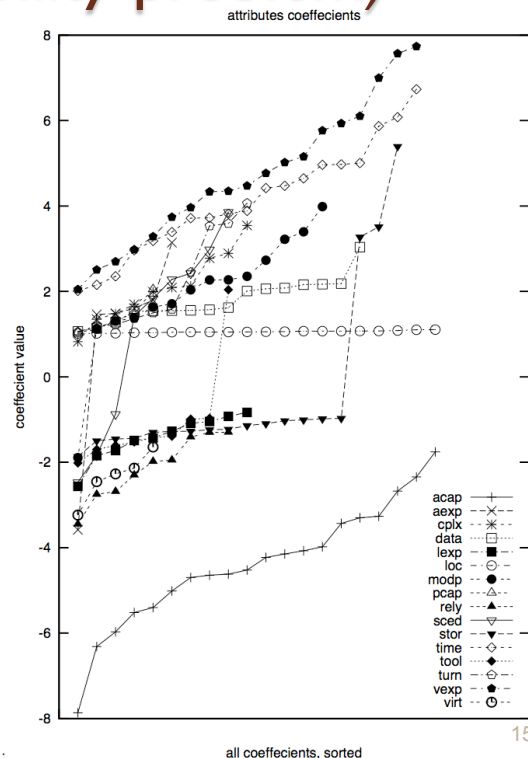 attributes coeffecients
8
6
4
2
0
-2
-4
-6
-8
coeffecient value
acap
aexp
cplx
data
lexp
loc
modp
pcap
rely
sced
stor
time
tool
turn
vexp
virt
15
all coeffecients, sorted